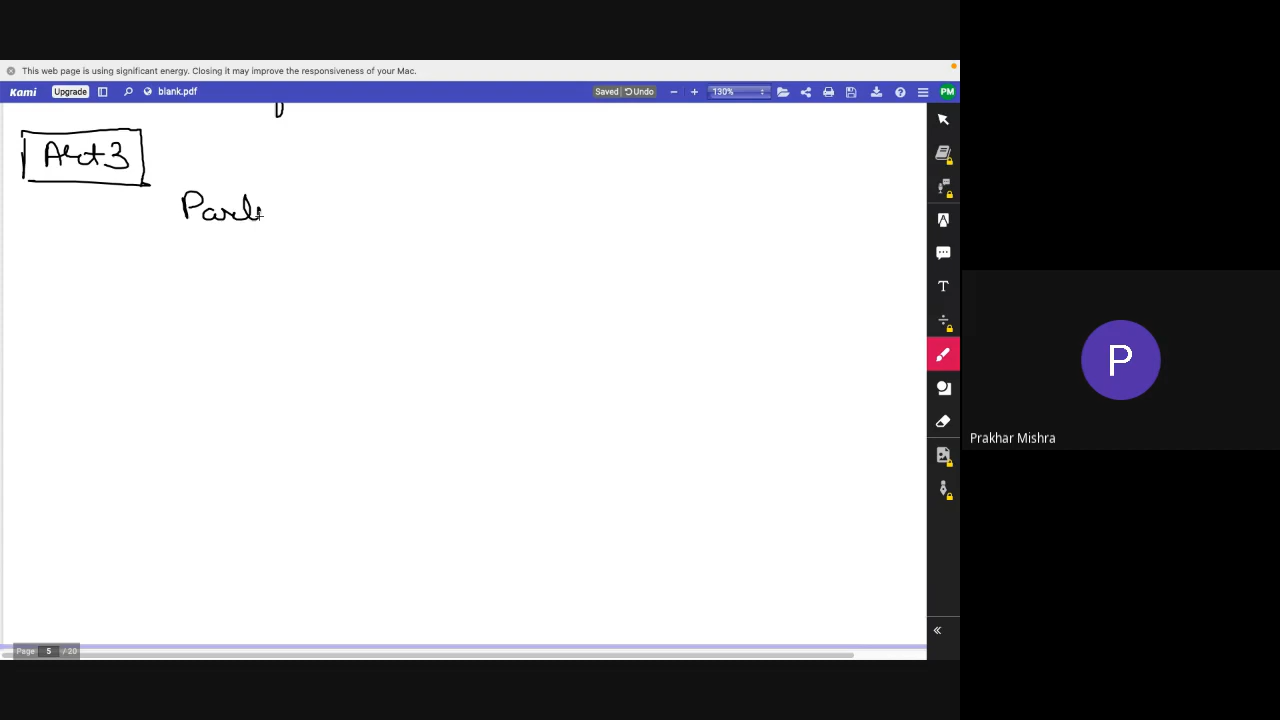 This web page is using significant energy. Closing it may improve the responsiveness of your Mac.
Kami Upgrade blank.pdf Saved Undo 130% PM
Art 3
Parl
P
Prakhar Mishra
Page 5 / 20